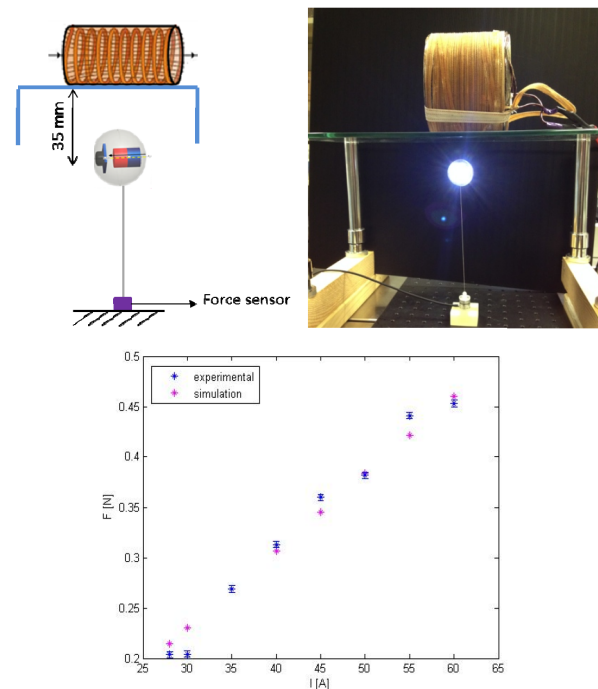 35 mm
Force sensor
experimental
simulation
F [N]
0.5
0.45
0.4
0.35
0.3
0.25
0.2
25 30 35 40 45 50 55 60 65
I [A]